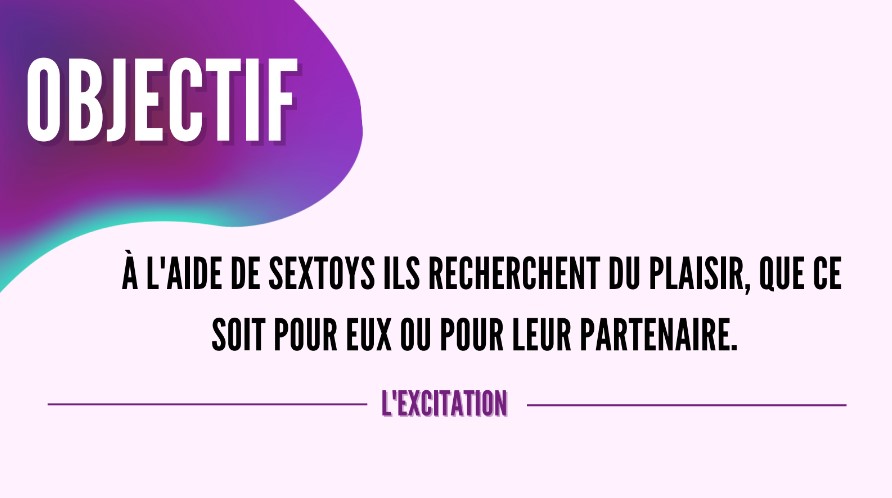 OBJECTIF
À L'AIDE DE SEXTOYS ILS RECHERCHENT DU PLAISIR, QUE CE
SOIT POUR EUX OU POUR LEUR PARTENAIRE.
L'EXCITATION